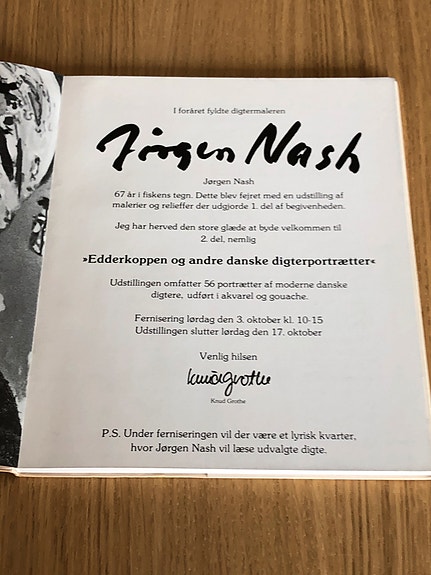 I foråret fyldte digtermaleren
Jørgen Nash
Jørgen Nash
67 år i fiskens tegn. Dette blev fejret med en udstilling af
malerier og relieffer der udgjorde 1. del af begivenheden.
Jeg har herved den store glæde at byde velkommen til
2. del, nemlig
»Edderkoppen og andre danske digterportrætter«
Udstillingen omfatter 56 portrætter af moderne danske
digtere, udført i akvarel og gouache.
Fernisering lørdag den 3. oktober kl. 10-15
Udstillingen slutter lørdag den 17. oktober
Venlig hilsen
Knud Grothe
Knud Grothe
P.S. Under ferniseringen vil der være et lyrisk kvarter,
hvor Jørgen Nash vil læse udvalgte digte.